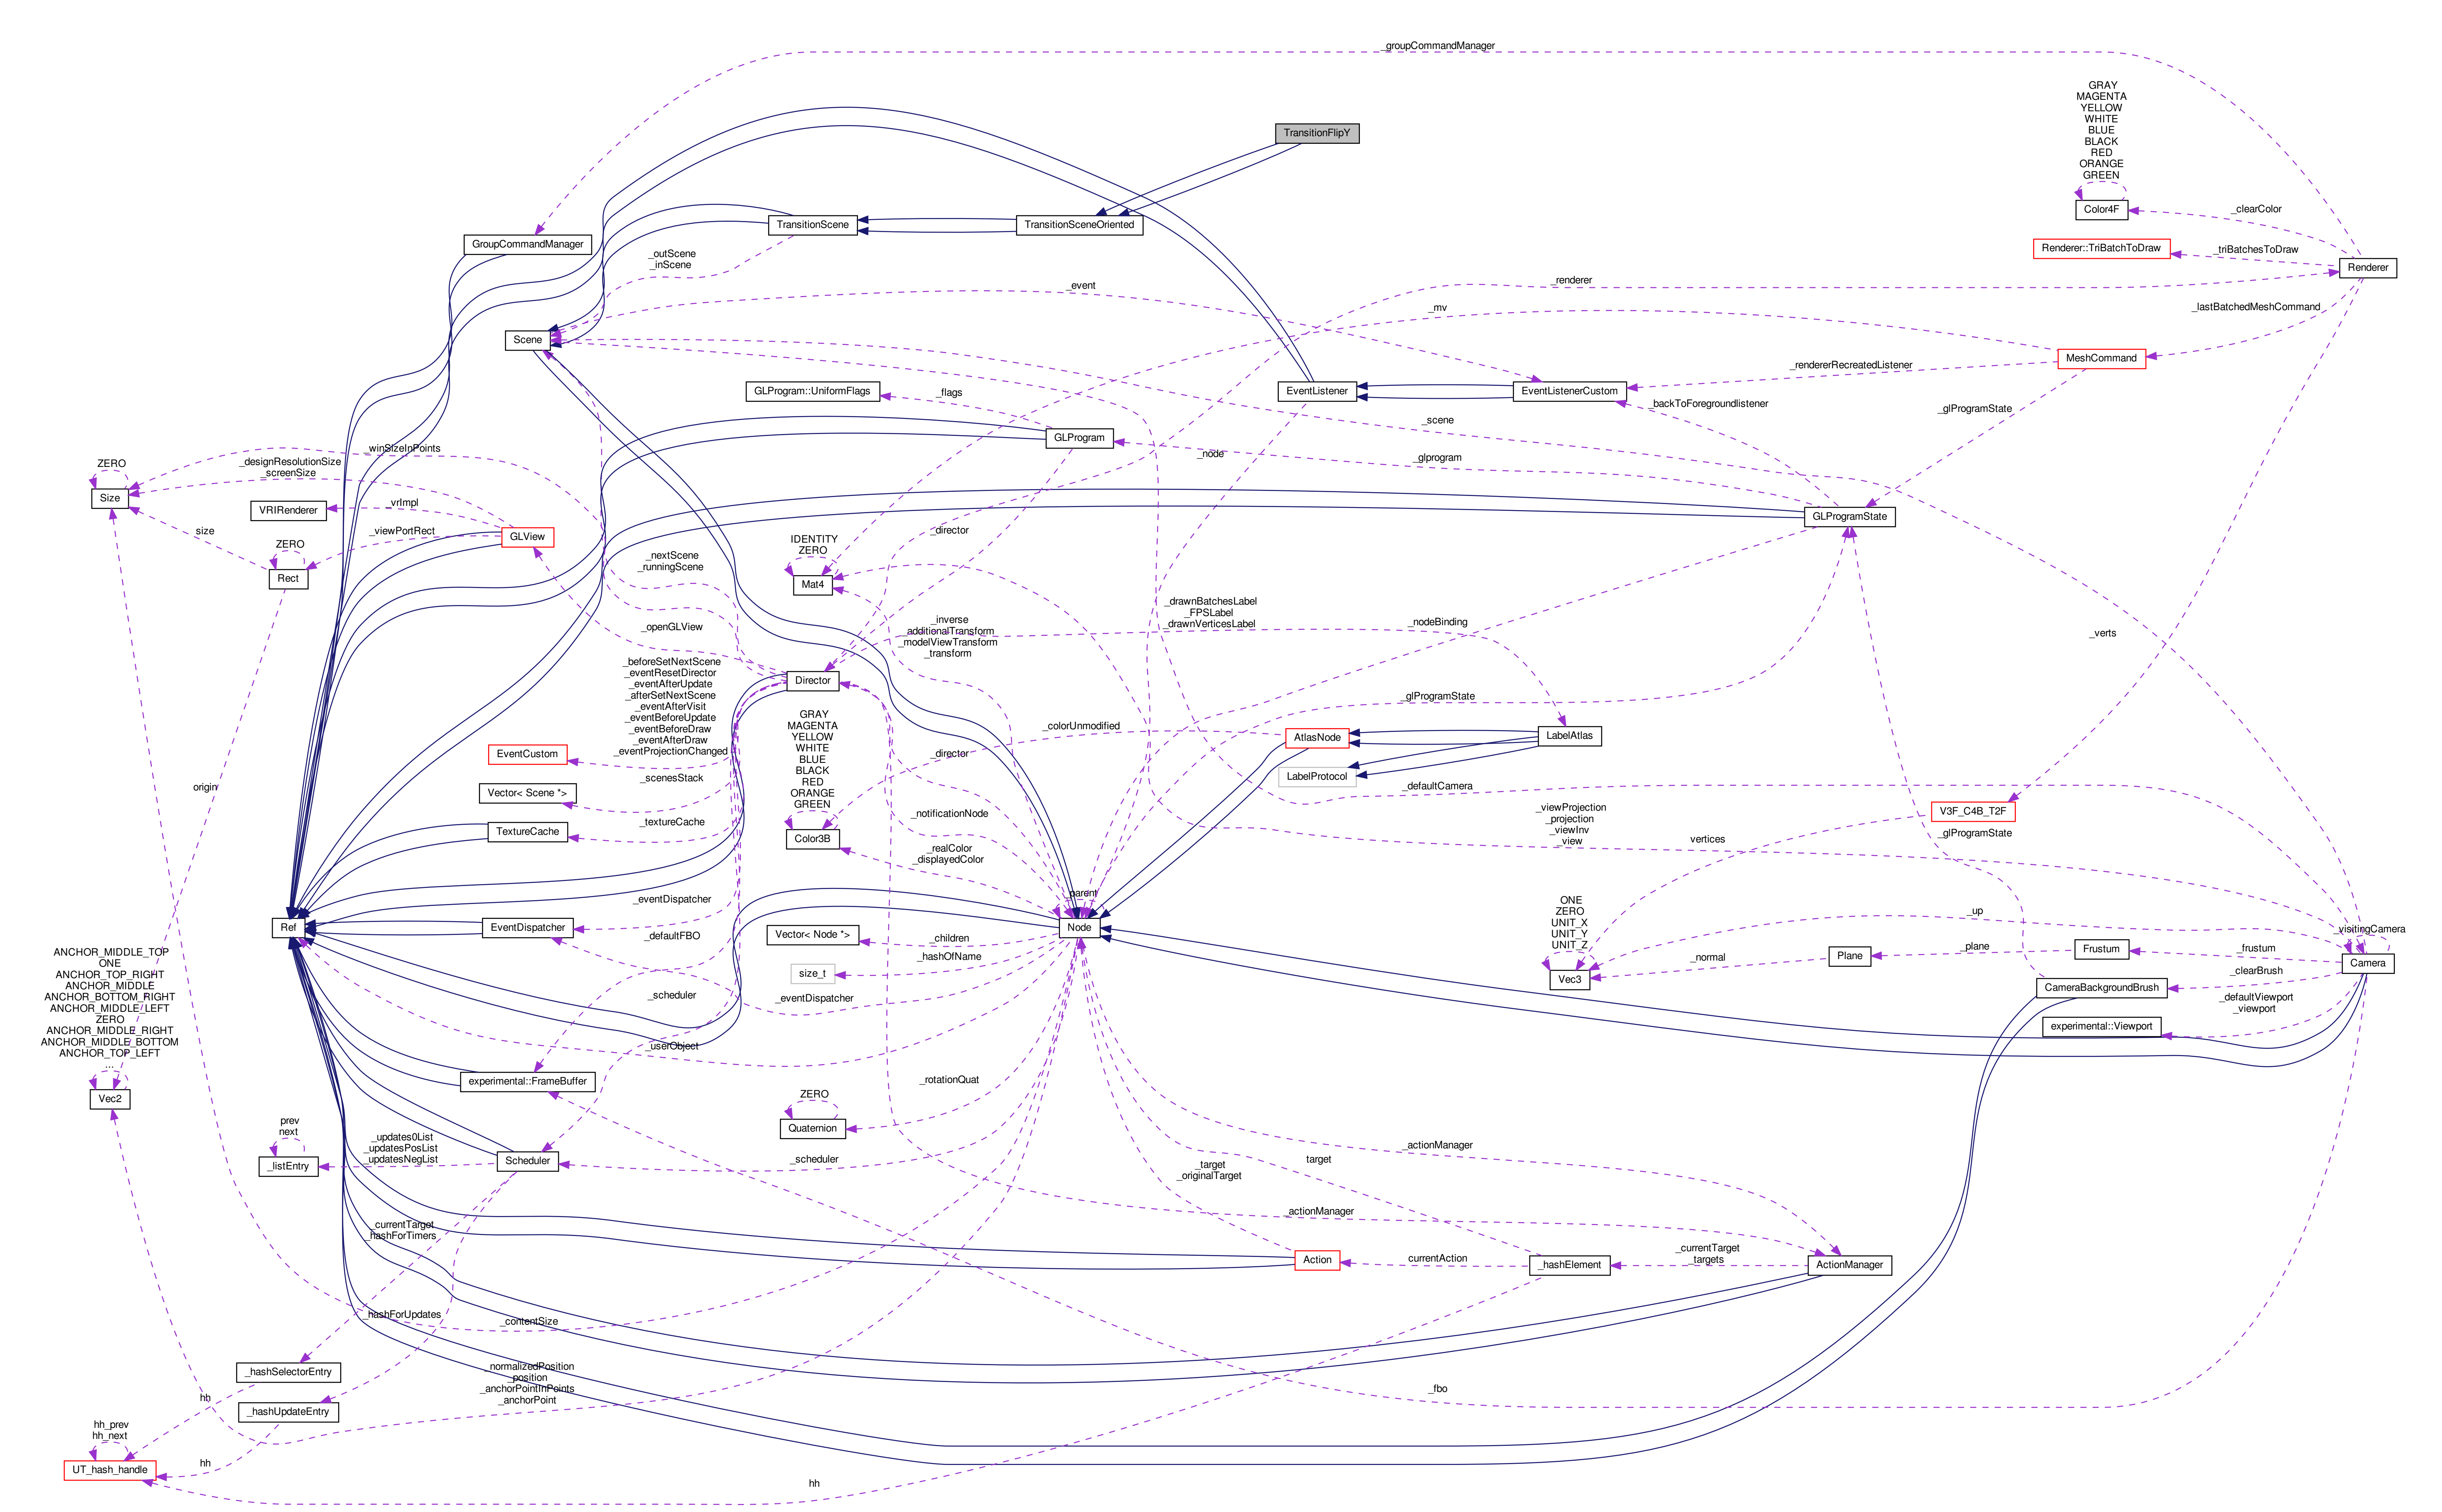 _groupCommandManager
GRAY
MAGENTA
YELLOW
WHITE
BLUE
BLACK
RED
ORANGE
GREEN
TransitionFlipY
Color4F
_clearColor
TransitionScene
TransitionSceneOriented
GroupCommandManager
Renderer::TriBatchToDraw
_triBatchesToDraw
Renderer
_outScene
_inScene
_event
_renderer
_mv
_lastBatchedMeshCommand
Scene
MeshCommand
_rendererRecreatedListener
GLProgram::UniformFlags
_flags
EventListener
EventListenerCustom
_backToForegroundlistener
_glProgramState
_scene
GLProgram
_winSizeInPoints
_designResolutionSize
_screenSize
ZERO
Size
_node
_glprogram
VRIRenderer
_vrImpl
GLProgramState
size
_viewPortRect
GLView
_director
ZERO
Rect
_nextScene
_runningScene
IDENTITY
ZERO
Mat4
_drawnBatchesLabel
_FPSLabel
_drawnVerticesLabel
_inverse
_additionalTransform
_modelViewTransform
_transform
_nodeBinding
_verts
_openGLView
_beforeSetNextScene
_eventResetDirector
_eventAfterUpdate
_afterSetNextScene
_eventAfterVisit
_eventBeforeUpdate
_eventBeforeDraw
_eventAfterDraw
_eventProjectionChanged
Director
_glProgramState
GRAY
MAGENTA
YELLOW
WHITE
BLUE
BLACK
RED
ORANGE
GREEN
_colorUnmodified
AtlasNode
LabelAtlas
EventCustom
_director
LabelProtocol
_scenesStack
Vector< Scene *>
origin
_defaultCamera
_viewProjection
_projection
_viewInv
_view
V3F_C4B_T2F
_textureCache
TextureCache
_notificationNode
Color3B
_realColor
_displayedColor
vertices
_glProgramState
_parent
_eventDispatcher
ONE
ZERO
UNIT_X
UNIT_Y
UNIT_Z
_up
Ref
EventDispatcher
Node
_visitingCamera
_defaultFBO
Vector< Node *>
_children
_plane
Frustum
_frustum
ANCHOR_MIDDLE_TOP
ONE
ANCHOR_TOP_RIGHT
ANCHOR_MIDDLE
ANCHOR_BOTTOM_RIGHT
ANCHOR_MIDDLE_LEFT
ZERO
ANCHOR_MIDDLE_RIGHT
ANCHOR_MIDDLE_BOTTOM
ANCHOR_TOP_LEFT
...
size_t
_hashOfName
_normal
Plane
Camera
Vec3
_clearBrush
CameraBackgroundBrush
_scheduler
_eventDispatcher
_defaultViewport
_viewport
experimental::Viewport
_userObject
experimental::FrameBuffer
_rotationQuat
Vec2
ZERO
Quaternion
prev
next
_listEntry
_updates0List
_updatesPosList
_updatesNegList
Scheduler
_scheduler
_target
_originalTarget
target
_actionManager
_currentTarget
_hashForTimers
_actionManager
Action
currentAction
_hashElement
_currentTarget
_targets
ActionManager
_hashForUpdates
_contentSize
_hashSelectorEntry
_normalizedPosition
_position
_anchorPointInPoints
_anchorPoint
_fbo
hh
_hashUpdateEntry
hh_prev
hh_next
hh
UT_hash_handle
hh